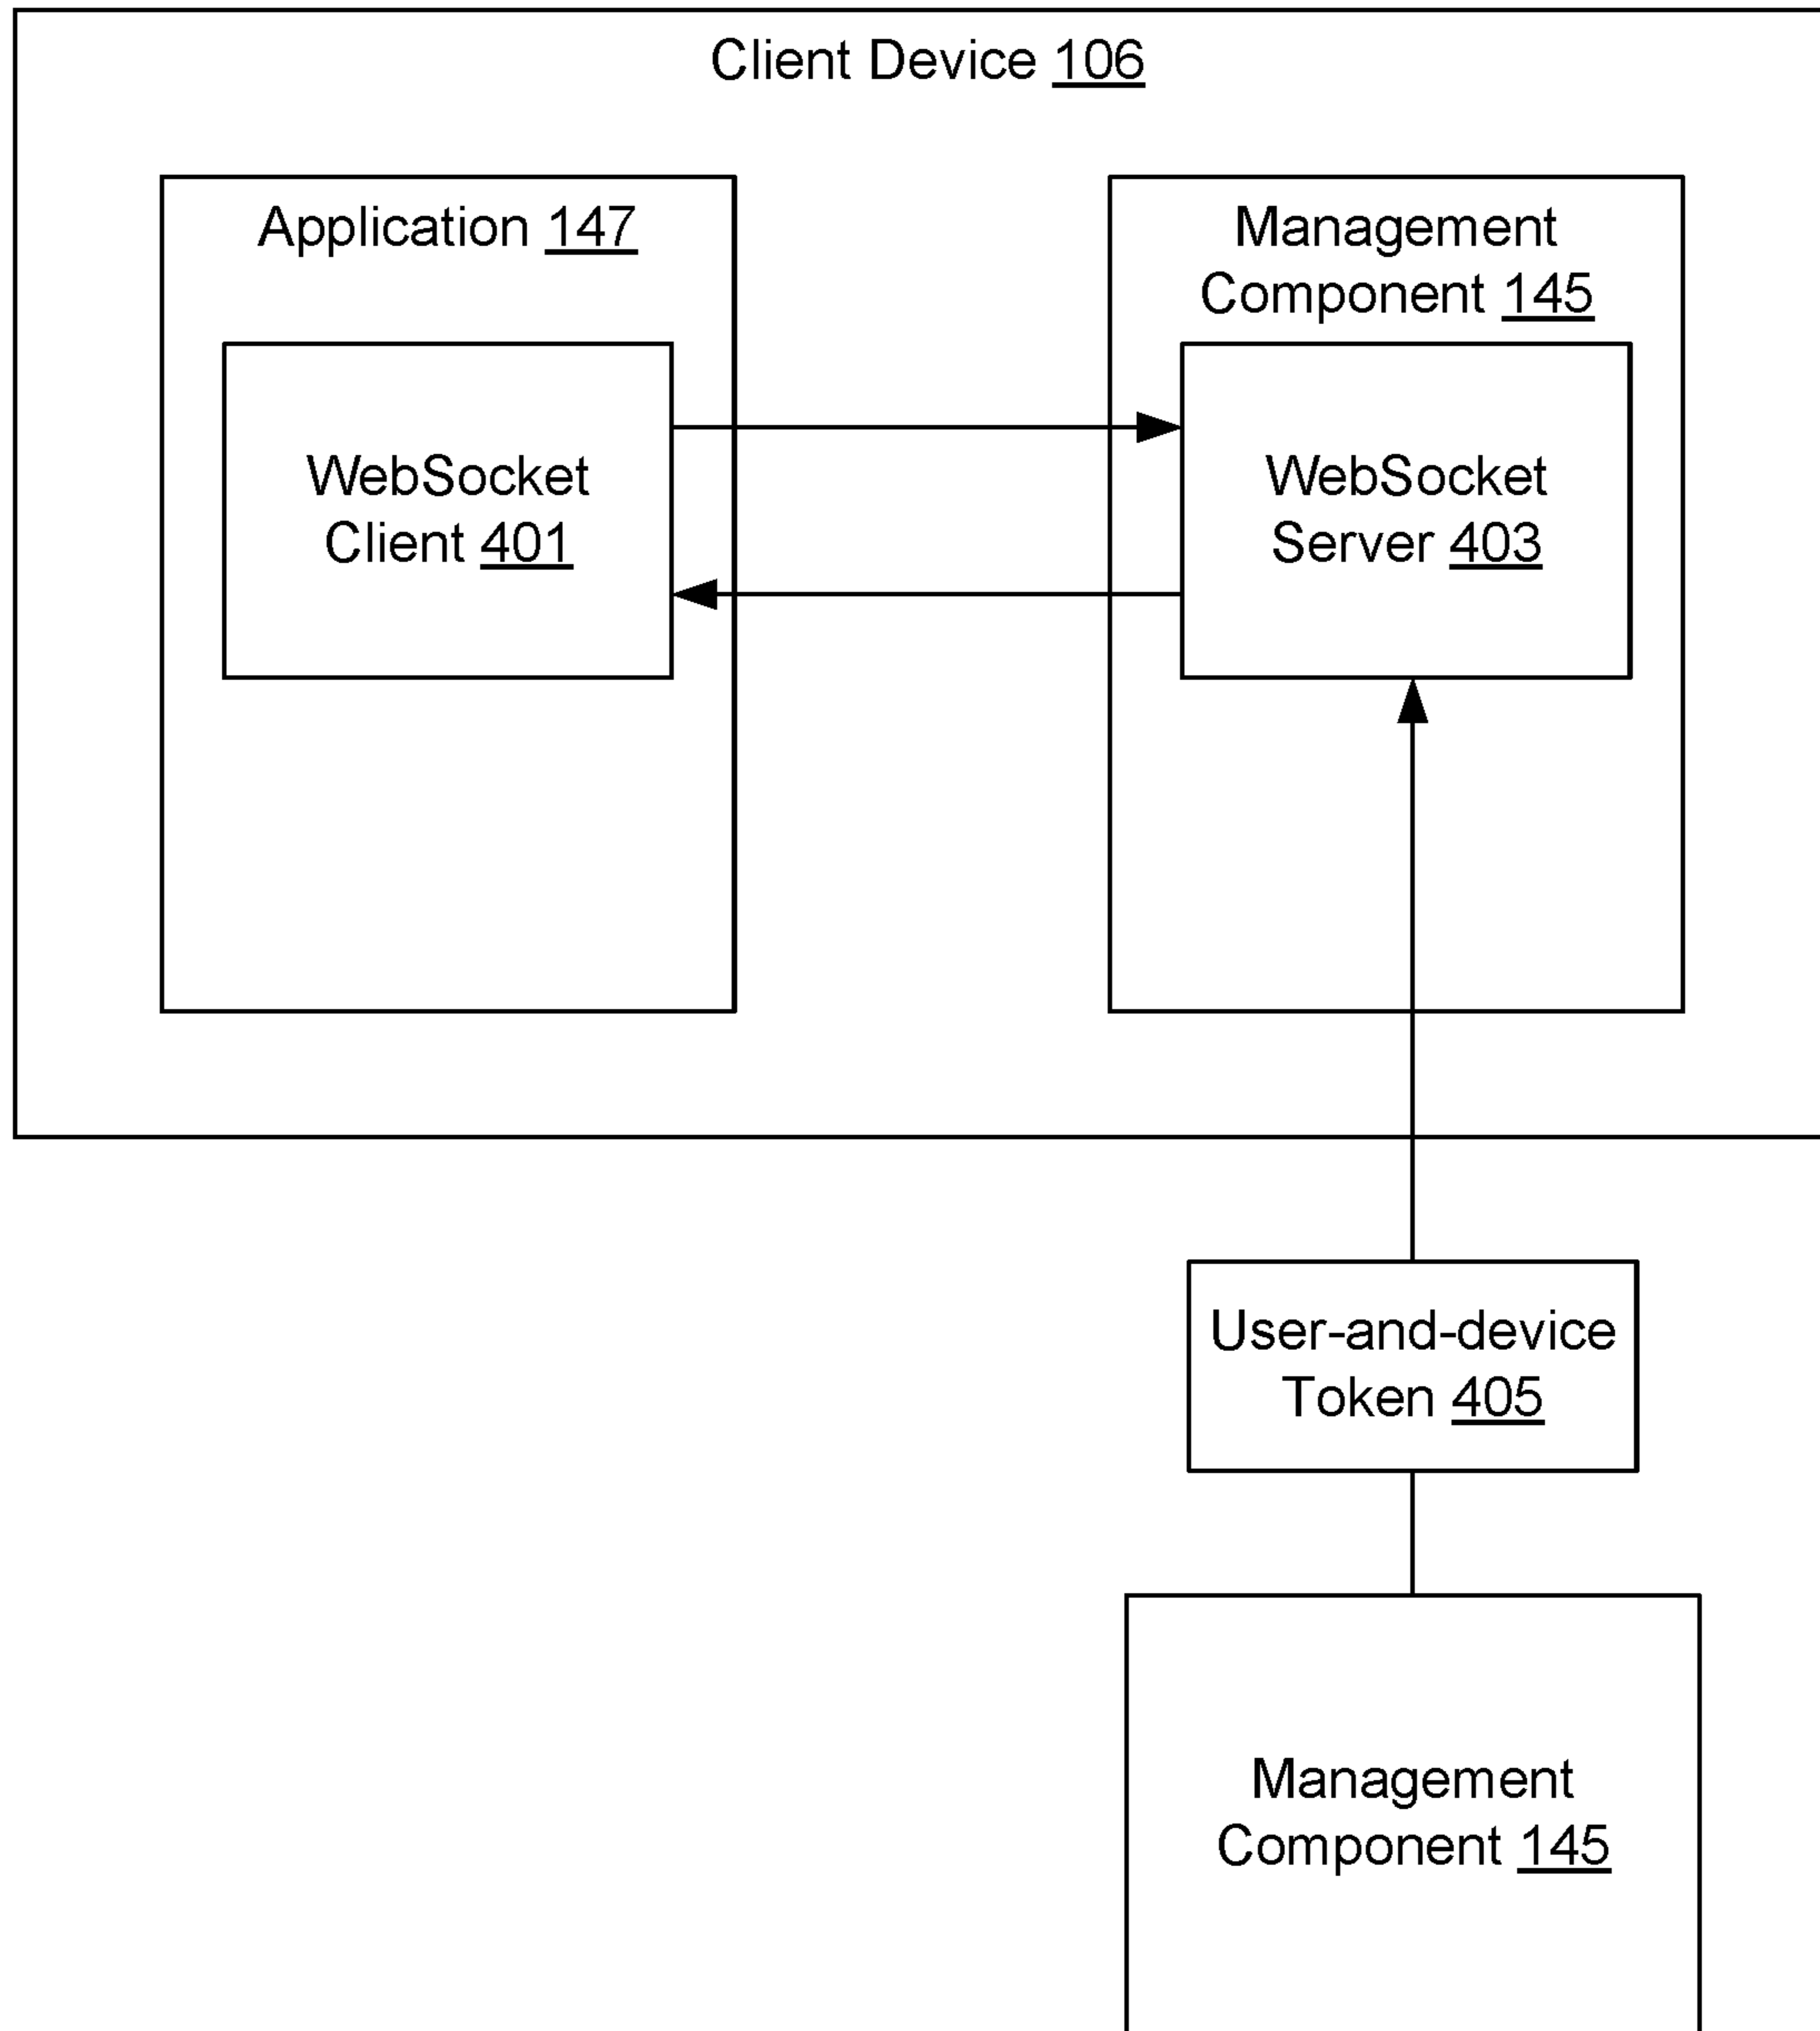 Client Device 106
Application 147
Management
Component 145
WebSocket
Client 401
WebSocket
Server 403
User-and-device
Token 405
Management
Component 145